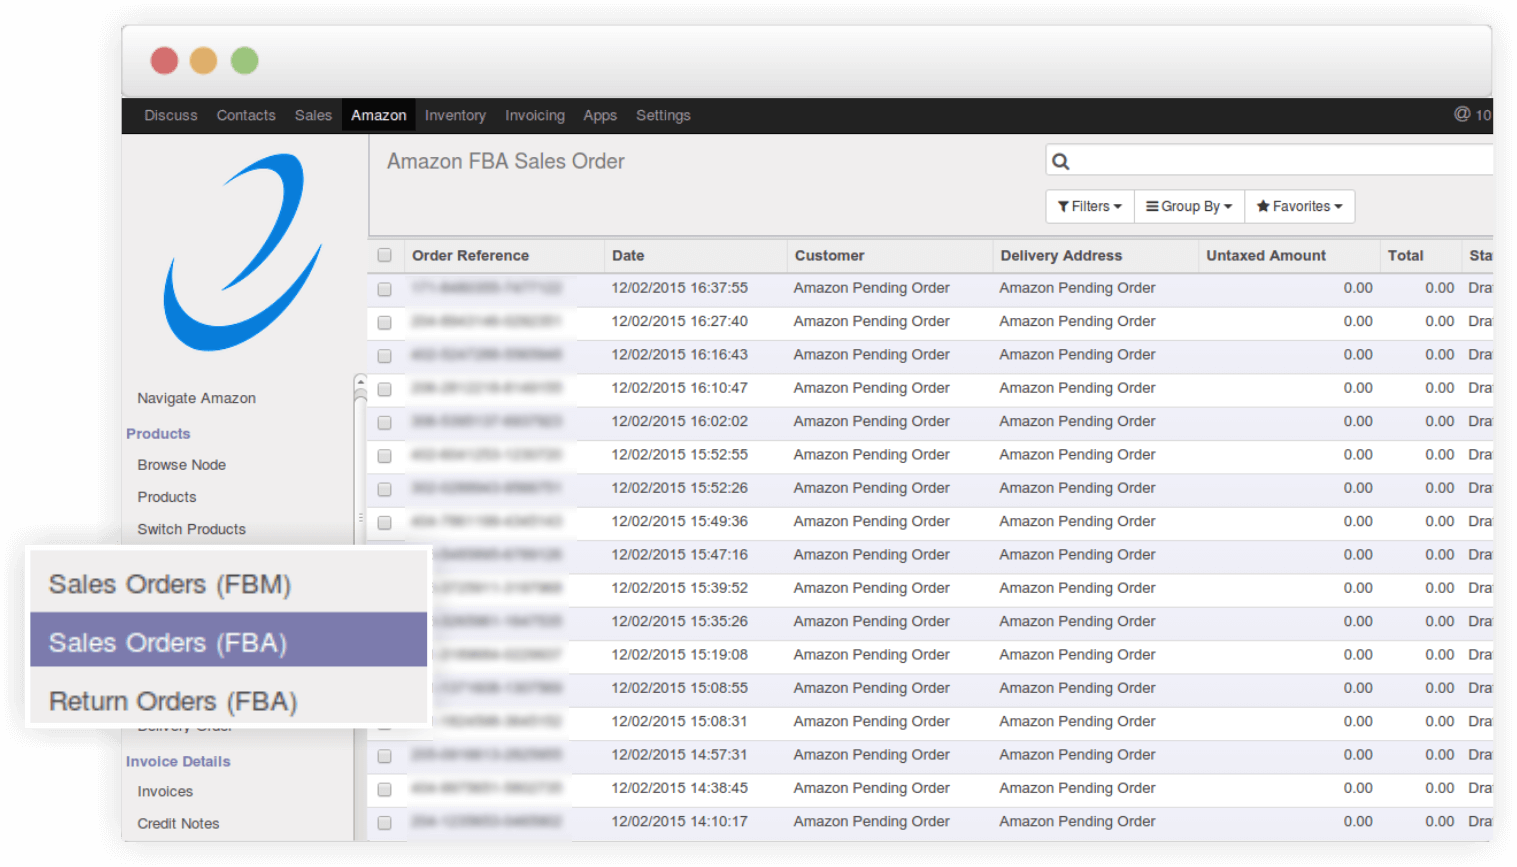 Discuss Contacts Sales Amazon Inventory Invoicing Apps Settings @ 10
Amazon FBA Sales Order
Filters Group By Favorites
Order Reference Date Customer Delivery Address Untaxed Amount Total Sta
12/02/2015 16:37:55 Amazon Pending Order Amazon Pending Order 0.00 0.00 Dra
12/02/2015 16:27:40 Amazon Pending Order Amazon Pending Order 0.00 0.00 Dra
12/02/2015 16:16:43 Amazon Pending Order Amazon Pending Order 0.00 0.00 Dra
12/02/2015 16:10:47 Amazon Pending Order Amazon Pending Order 0.00 0.00 Dra
12/02/2015 16:02:02 Amazon Pending Order Amazon Pending Order 0.00 0.00 Dra
12/02/2015 15:52:55 Amazon Pending Order Amazon Pending Order 0.00 0.00 Dra
12/02/2015 15:52:26 Amazon Pending Order Amazon Pending Order 0.00 0.00 Dra
12/02/2015 15:49:36 Amazon Pending Order Amazon Pending Order 0.00 0.00 Dra
12/02/2015 15:47:16 Amazon Pending Order Amazon Pending Order 0.00 0.00 Dra
12/02/2015 15:39:52 Amazon Pending Order Amazon Pending Order 0.00 0.00 Dra
12/02/2015 15:35:26 Amazon Pending Order Amazon Pending Order 0.00 0.00 Dra
12/02/2015 15:19:08 Amazon Pending Order Amazon Pending Order 0.00 0.00 Dra
12/02/2015 15:08:55 Amazon Pending Order Amazon Pending Order 0.00 0.00 Dra
12/02/2015 15:08:31 Amazon Pending Order Amazon Pending Order 0.00 0.00 Dra
12/02/2015 14:57:31 Amazon Pending Order Amazon Pending Order 0.00 0.00 Dra
12/02/2015 14:38:45 Amazon Pending Order Amazon Pending Order 0.00 0.00 Dra
12/02/2015 14:10:17 Amazon Pending Order Amazon Pending Order 0.00 0.00 Dra
Navigate Amazon
Products
Browse Node
Products
Switch Products
Sales Orders (FBM)
Sales Orders (FBA)
Return Orders (FBA)
Delivery Order
Invoice Details
Invoices
Credit Notes